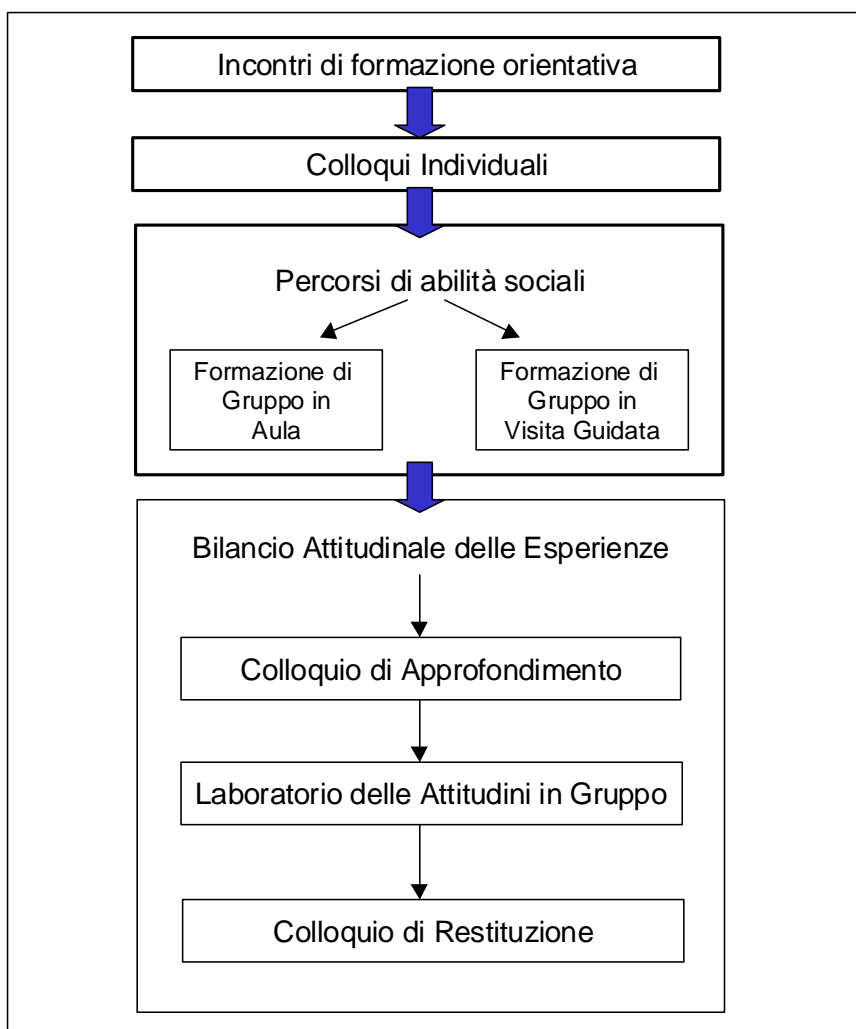 Incontri di formazione orientativa
Colloqui Individuali
Percorsi di abilità sociali
Formazione di
Gruppo in
Aula
Formazione di
Gruppo in
Visita Guidata
Bilancio Attitudinale delle Esperienze
Colloquio di Approfondimento
Laboratorio delle Attitudini in Gruppo
Colloquio di Restituzione